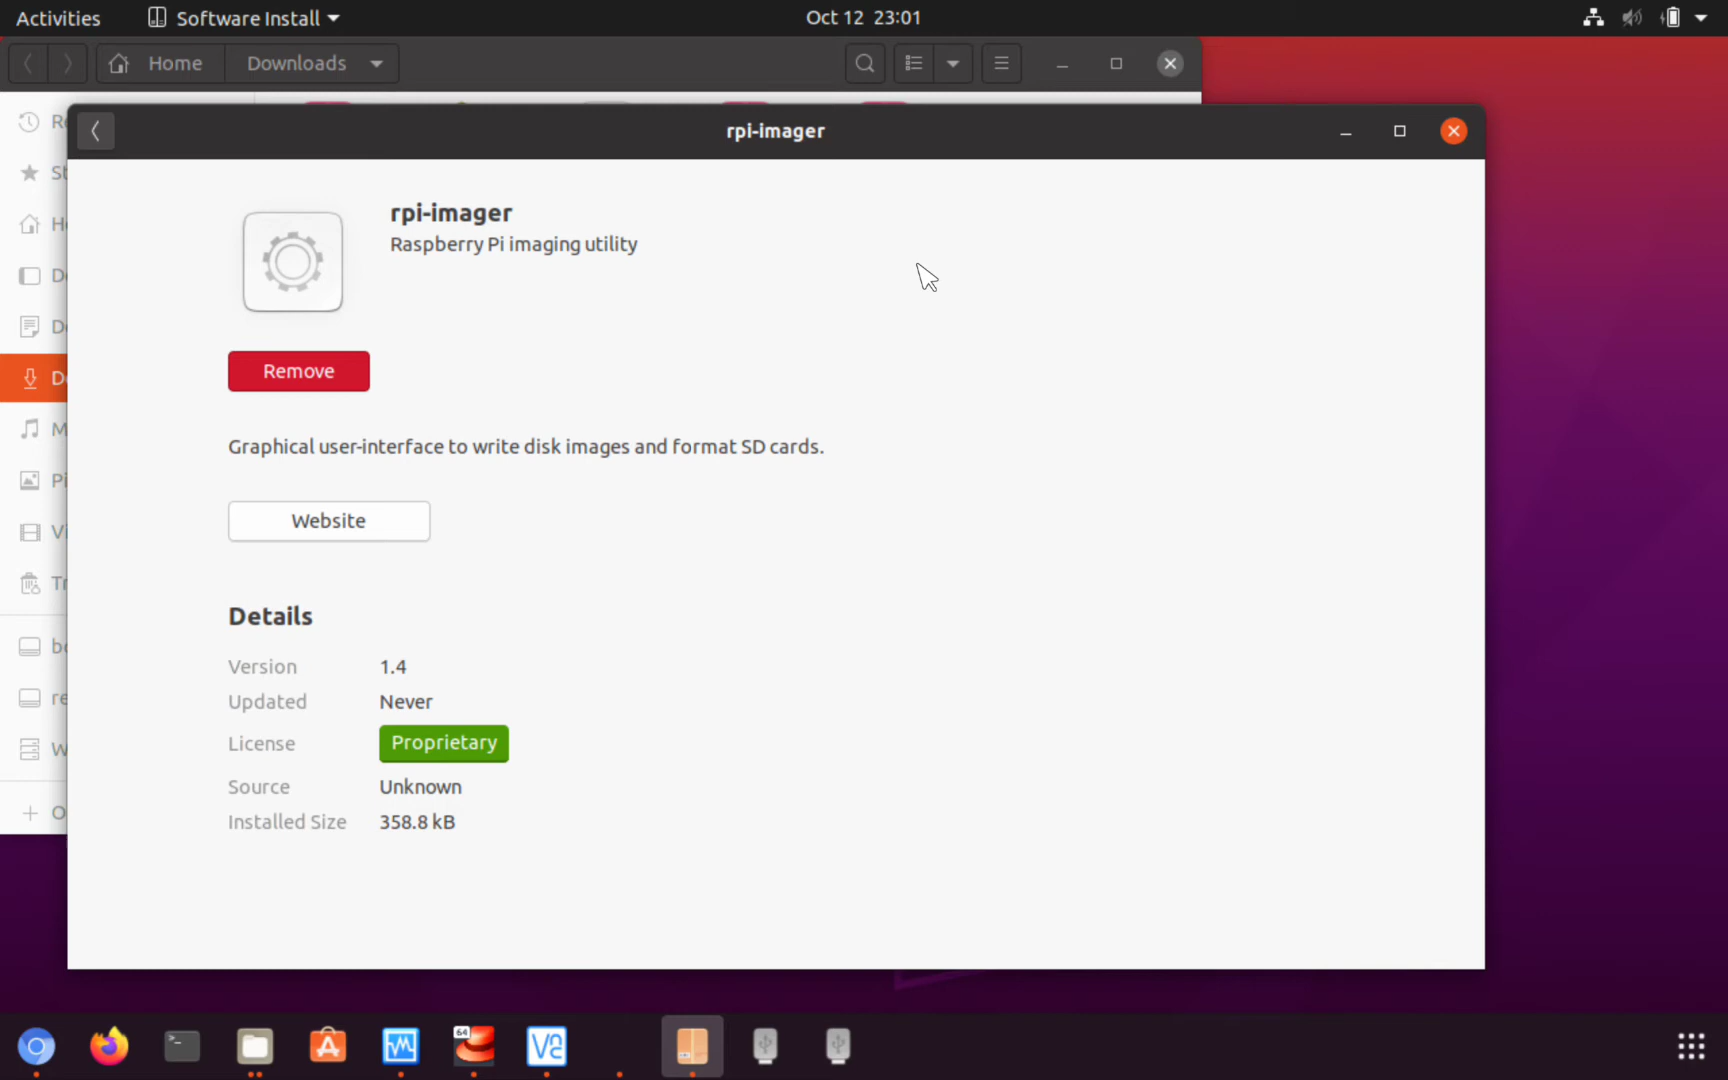 Activities
Software Install
Oct 12 23:01
Home
Downloads
rpi-imager
rpi-imager
Raspberry Pi imaging utility
Remove
Graphical user-interface to write disk images and format SD cards.
Website
Details
Version 1.4
Updated Never
License Proprietary
Source Unknown
Installed Size 358.8 kB
64